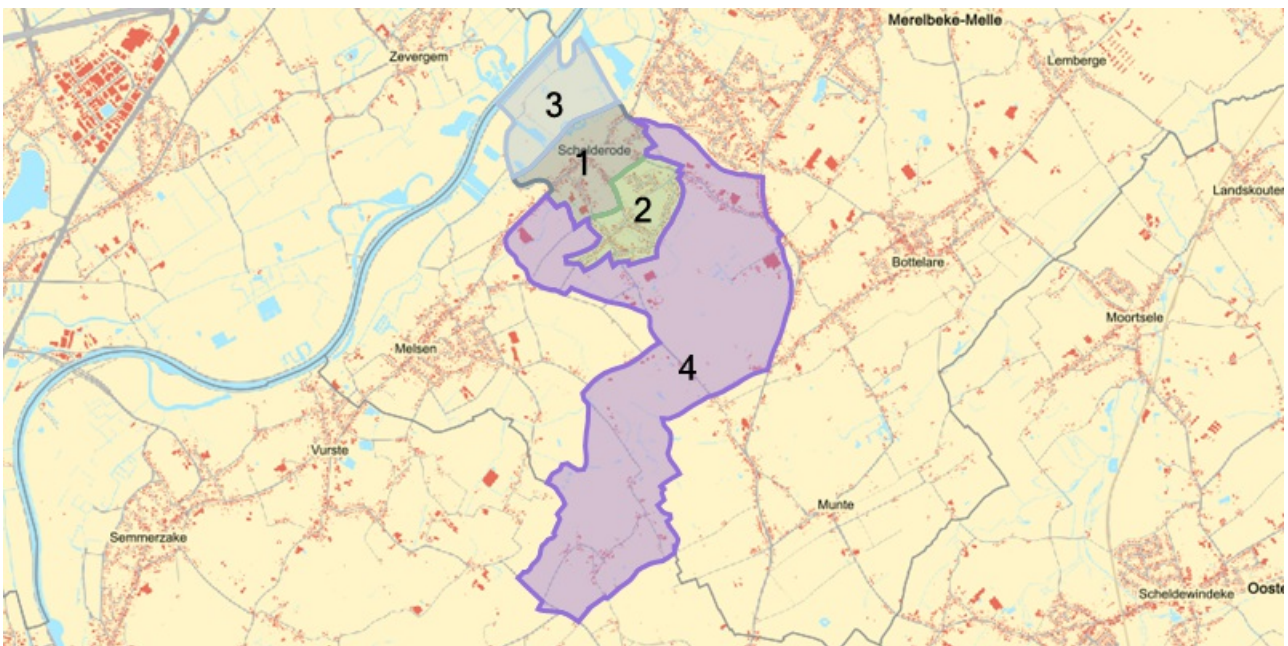 Merelbeke-Melle
Zevergem
Lemberge
3
Schelderode
1
Landskouter
2
Bottelare
Moortsele
Melsen
4
Vurste
Munte
Semmerzake
Scheldewindeke
Ooste